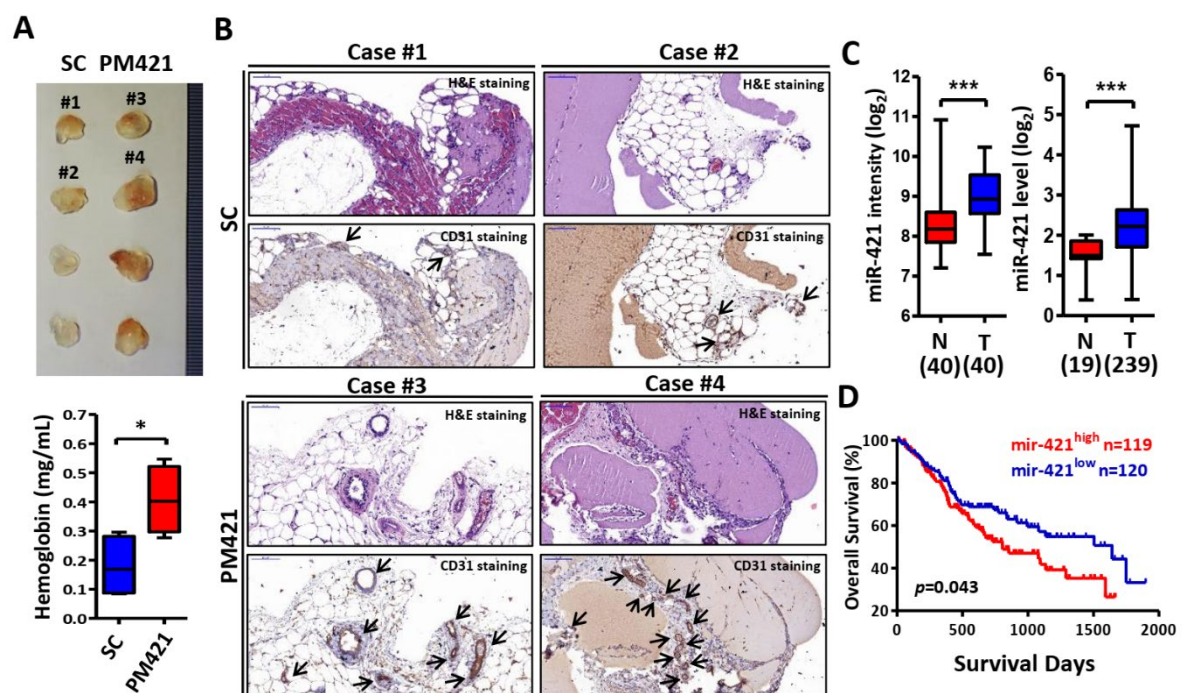 A
SC PM421
#1
#3
#2
#4
Hemoglobin (mg/mL)
0.7
0.6
0.5
0.4
0.3
0.2
0.1
0.0
*
SC
PM421
B
Case #1
Case #2
SC
H&E staining
H&E staining
CD31 staining
CD31 staining
Case #3
Case #4
PM421
H&E staining
H&E staining
CD31 staining
CD31 staining
C
miR-421 intensity (log2)
12
11
10
9
8
7
6
***
N
T
(40)
(40)
miR-421 level (log2)
6
5
4
3
2
1
0
***
N
T
(19)
(239)
D
Overall Survival (%)
100
80
60
40
20
mir-421high n=119
mir-421low n=120
p=0.043
0 500 1000 1500 2000
Survival Days